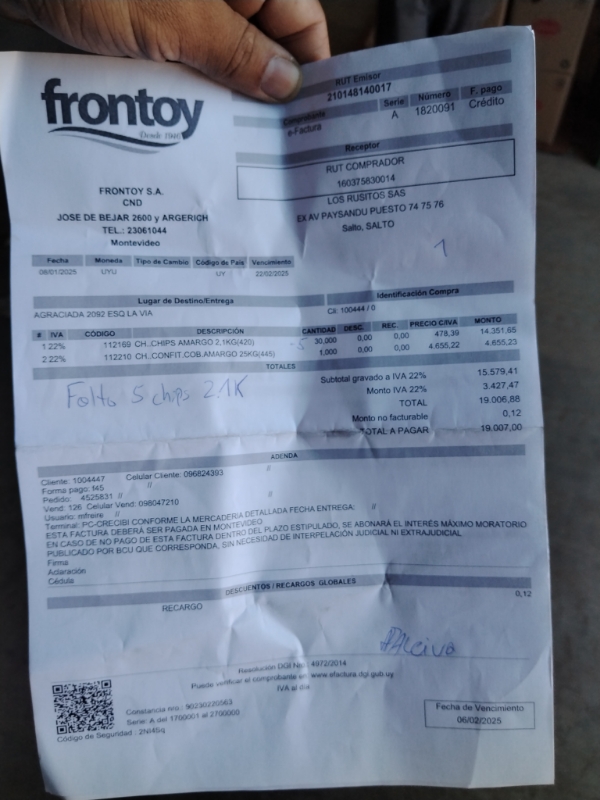 frontoy
Desde 1940
RUT Emisor
210148140017
Comprobante Serie Número F. pago
e-Factura A 1820091 Crédito
Receptor
RUT COMPRADOR
160375830014
LOS RUSITOS SAS
EX AV PAYSANDU PUESTO 74 75 76
Salto, SALTO
1
FRONTOY S.A.
CND
JOSE DE BEJAR 2600 y ARGERICH
TEL.: 23061044
Montevideo
Fecha Moneda Tipo de Cambio Código de País Vencimiento
08/01/2025 UYU UY 22/02/2025
Lugar de Destino/Entrega Identificación Compra
AGRACIADA 2092 ESQ LA VIA Cli: 100444 / 0
# IVA CÓDIGO DESCRIPCIÓN CANTIDAD DESC. REC. PRECIO C/IVA MONTO
1 22% 112169 CH..CHIPS AMARGO 2,1KG(420) -5 30,000 0,00 0,00 478,39 14.351,65
2 22% 112210 CH..CONFIT.COB.AMARGO 25KG(445) 1,000 0,00 0,00 4.655,22 4.655,23
TOTALES
Subtotal gravado a IVA 22% 15.579,41
Monto IVA 22% 3.427,47
TOTAL 19.006,88
Monto no facturable 0,12
TOTAL A PAGAR 19.007,00
Falto 5 chips 2.1K
ADENDA
Cliente: 1004447 Celular Cliente: 096824393 //
Forma pago: f45 //
Pedido: 4525831 //
Vend: 126 Celular Vend: 098047210
Usuario: mfreire //
Terminal: PC-CRECIBI CONFORME LA MERCADERIA DETALLADA FECHA ENTREGA: //
ESTA FACTURA DEBERÁ SER PAGADA EN MONTEVIDEO
EN CASO DE NO PAGO DE ESTA FACTURA DENTRO DEL PLAZO ESTIPULADO, SE ABONARÁ EL INTERÉS MÁXIMO MORATORIO
PUBLICADO POR BCU QUE CORRESPONDA, SIN NECESIDAD DE INTERPELACIÓN JUDICIAL NI EXTRAJUDICIAL
Firma
Aclaración
Cédula
DESCUENTOS / RECARGOS GLOBALES
RECARGO 0,12
Resolución DGI Nro.: 4972/2014
Puede verificar el comprobante en: www.efactura.dgi.gub.uy
IVA al día
Constancia nro.: 90230220563
Serie: A del 1700001 al 2700000
Código de Seguridad :
Fecha de Vencimiento
06/02/2025